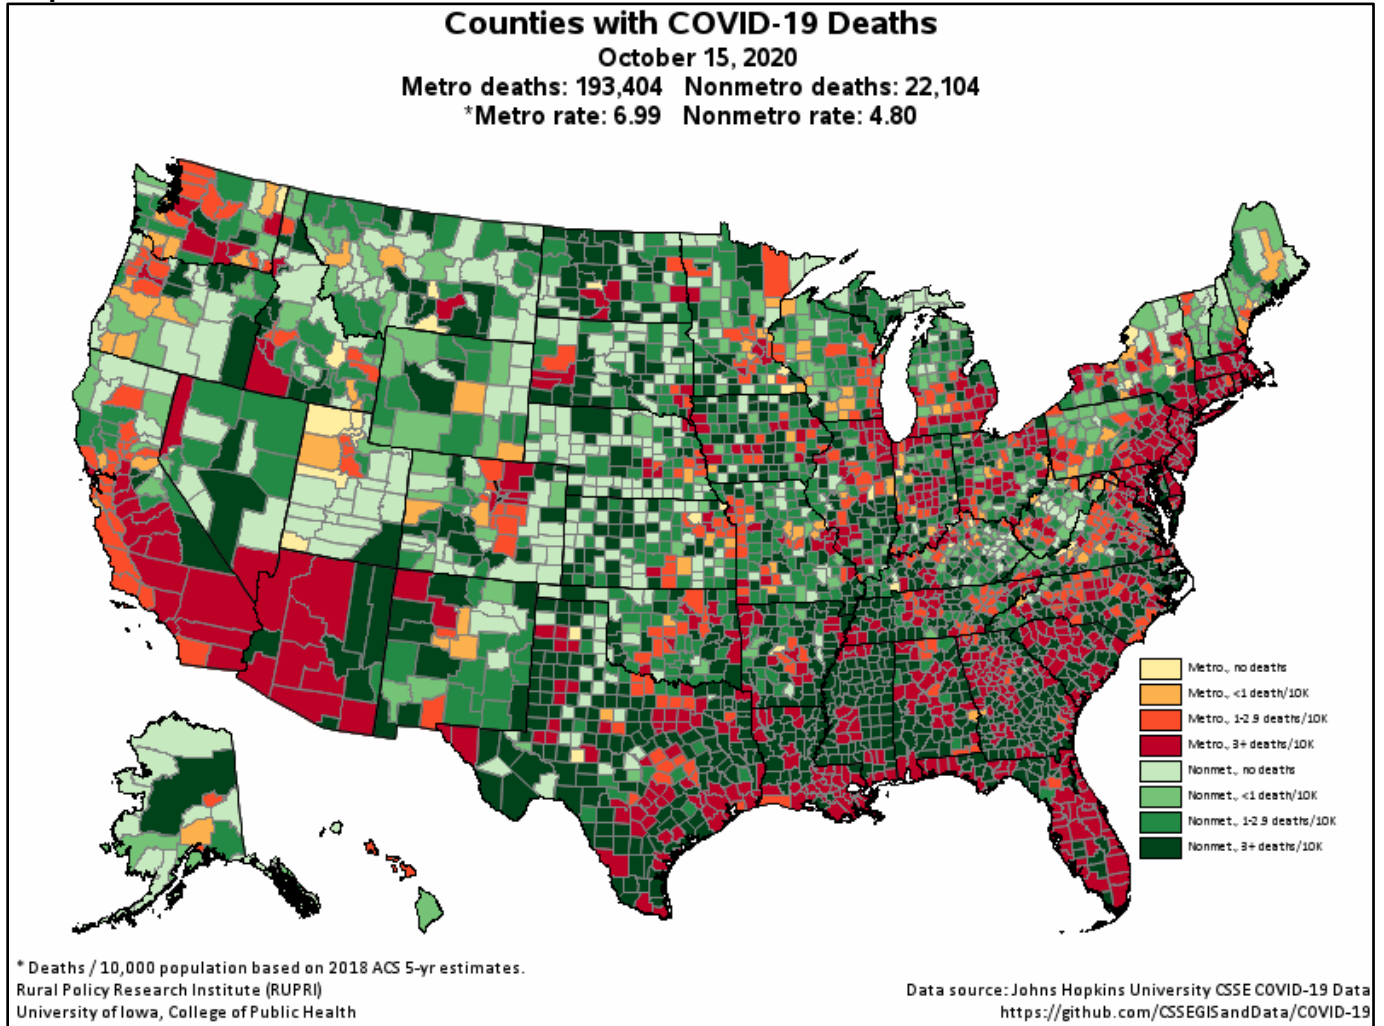 Counties with COVID-19 Deaths
October 15, 2020
Metro deaths: 193,404 Nonmetro deaths: 22,104
*Metro rate: 6.99 Nonmetro rate: 4.80
Metro., no deaths
Metro., <1 death/10K
Metro., 1-2.9 deaths/10K
Metro., 3+ deaths/10K
Nonmet., no deaths
Nonmet., <1 death/10K
Nonmet., 1-2.9 deaths/10K
Nonmet., 3+ deaths/10K
* Deaths / 10,000 population based on 2018 ACS 5-yr estimates.
Rural Policy Research Institute (RUPRI)
University of Iowa, College of Public Health
Data source: Johns Hopkins University CSSE COVID-19 Data
https://github.com/CSSEGISandData/COVID-19